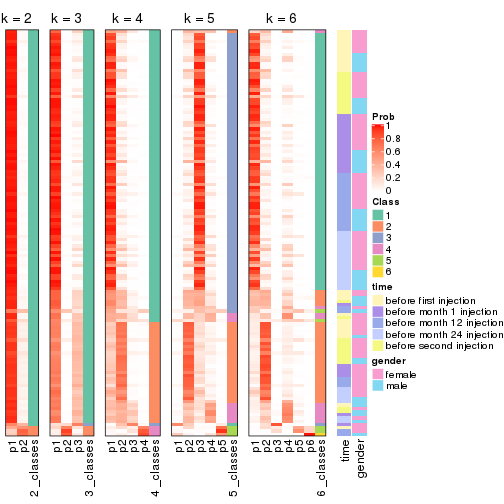 k = 2 k = 3 k = 4 k = 5 k = 6
Prob
1
0.8
0.6
0.4
0.2
0
Class
1
2
3
4
5
6
time
before first injection
before month 1 injection
before month 12 injection
before month 24 injection
before second injection
gender
female
male
p1 p2 2_classes p1 p2 p3 3_classes p1 p2 p3 p4 4_classes p1 p2 p3 p4 p5 5_classes p1 p2 p3 p4 p5 p6 6_classes time gender